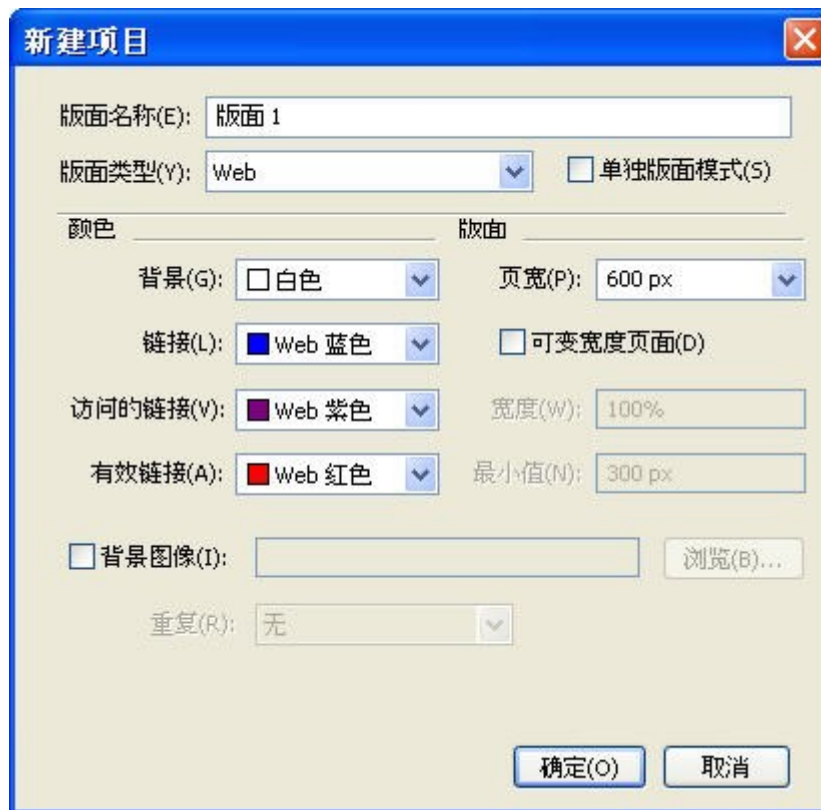 新建项目
版面名称(E): 版面 1
版面类型(Y): Web 单独版面模式(S)
颜色 版面
背景(G): 白色 页宽(P): 600 px
链接(L): Web 蓝色 可变宽度页面(D)
访问的链接(V): Web 紫色 宽度(W): 100%
有效链接(A): Web 红色 最小值(N): 300 px
背景图像(I): 浏览(B)...
重复(R): 无
确定(O) 取消